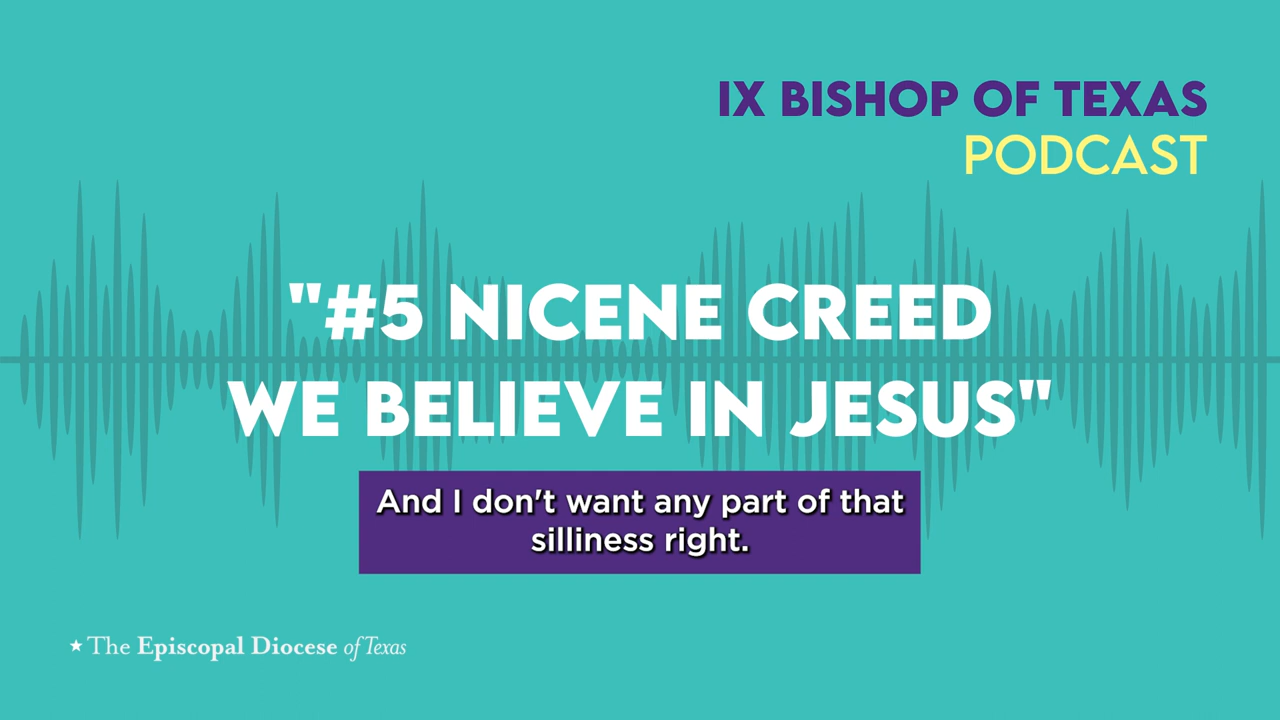 IX BISHOP OF TEXAS
PODCAST
"#5 NICENE CREED
WE BELIEVE IN JESUS"
And I don't want any part of that
silliness right.
The Episcopal Diocese of Texas